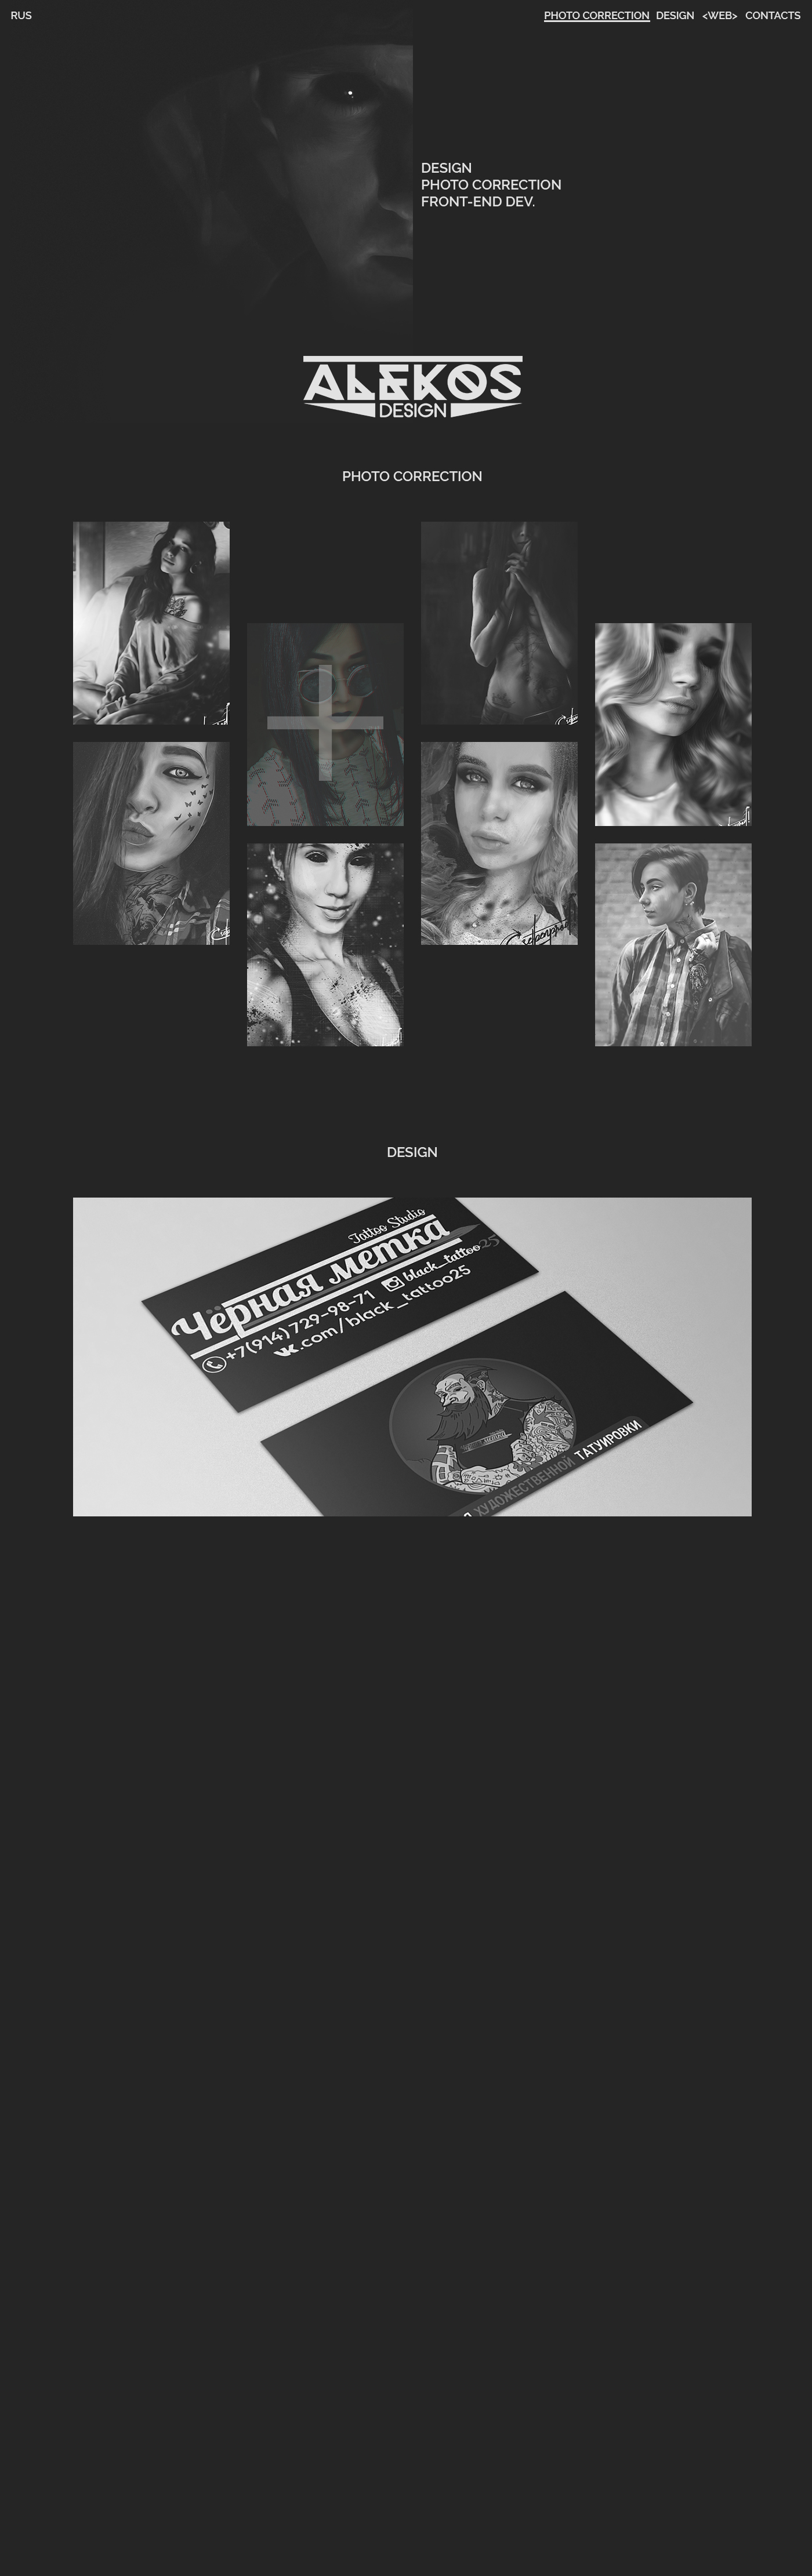 RUS
PHOTO CORRECTION DESIGN <WEB> CONTACTS
DESIGN
PHOTO CORRECTION
FRONT-END DEV.
ALEKOS
DESIGN
PHOTO CORRECTION
DESIGN
Tattoo Studio
Чёрная метка
+7(914)729-98-71 black_tattoo25
vk.com/black_tattoo25
ХУДОЖЕСТВЕННОЙ ТАТУИРОВКИ